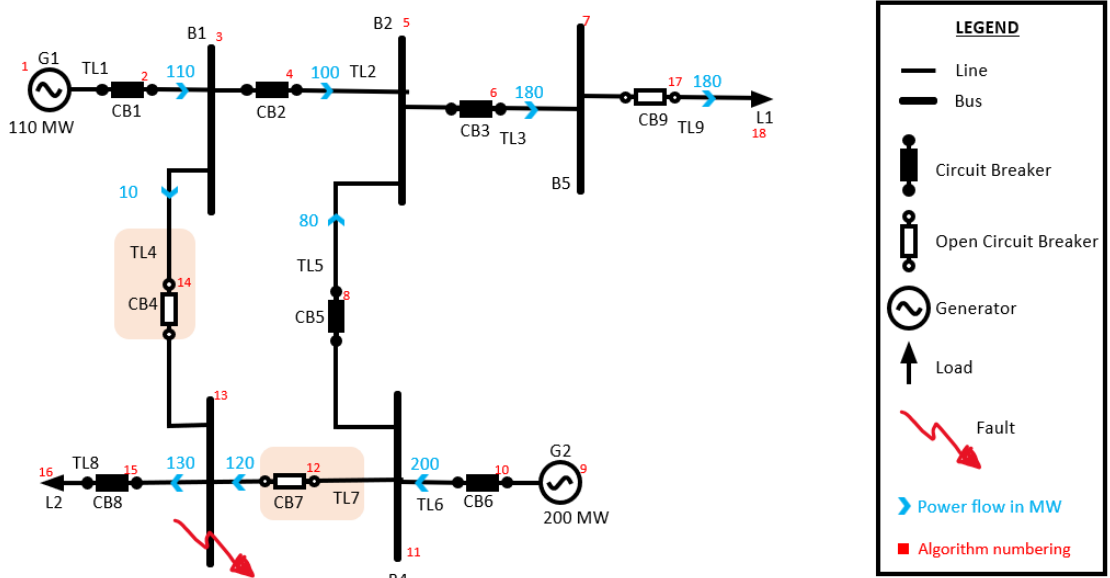 B1
3
B2
5
7
G1
1
TL1
2
110
4
100
TL2
6
180
17
180
110 MW
CB1
CB2
CB3
TL3
CB9
TL9
L1
18
B5
10
80
TL4
14
CB4
TL5
8
CB5
13
16
TL8
15
130
120
12
200
10
G2
9
L2
CB8
CB7
TL7
TL6
CB6
200 MW
11
LEGEND
Line
Bus
Circuit Breaker
Open Circuit Breaker
Generator
Load
Fault
Power flow in MW
Algorithm numbering